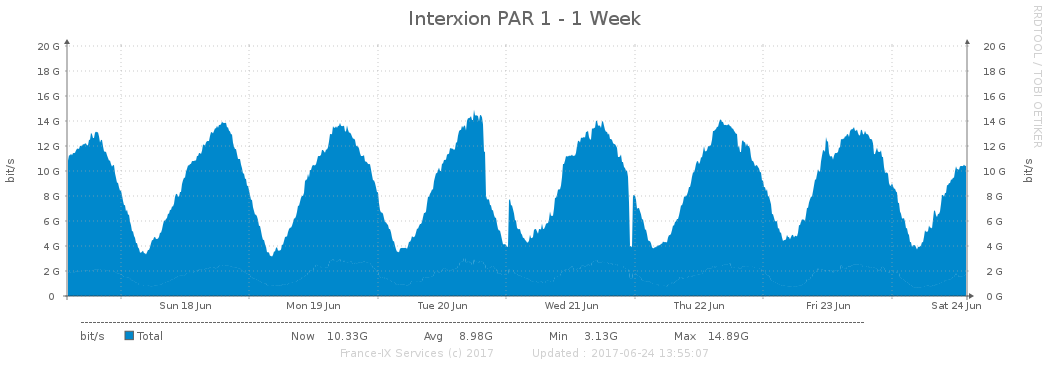 Interxion PAR 1 - 1 Week
RRDTOOL / TOBI OETIKER
bit/s
20 G 20 G
18 G 18 G
16 G 16 G
14 G 14 G
12 G 12 G
10 G 10 G
8 G 8 G
6 G 6 G
4 G 4 G
2 G 2 G
0 0 G
bit/s
Sun 18 Jun Mon 19 Jun Tue 20 Jun Wed 21 Jun Thu 22 Jun Fri 23 Jun Sat 24 Jun
bit/s Total Now 10.33G Avg 8.98G Min 3.13G Max 14.89G
France-IX Services (c) 2017 Updated : 2017-06-24 13:55:07